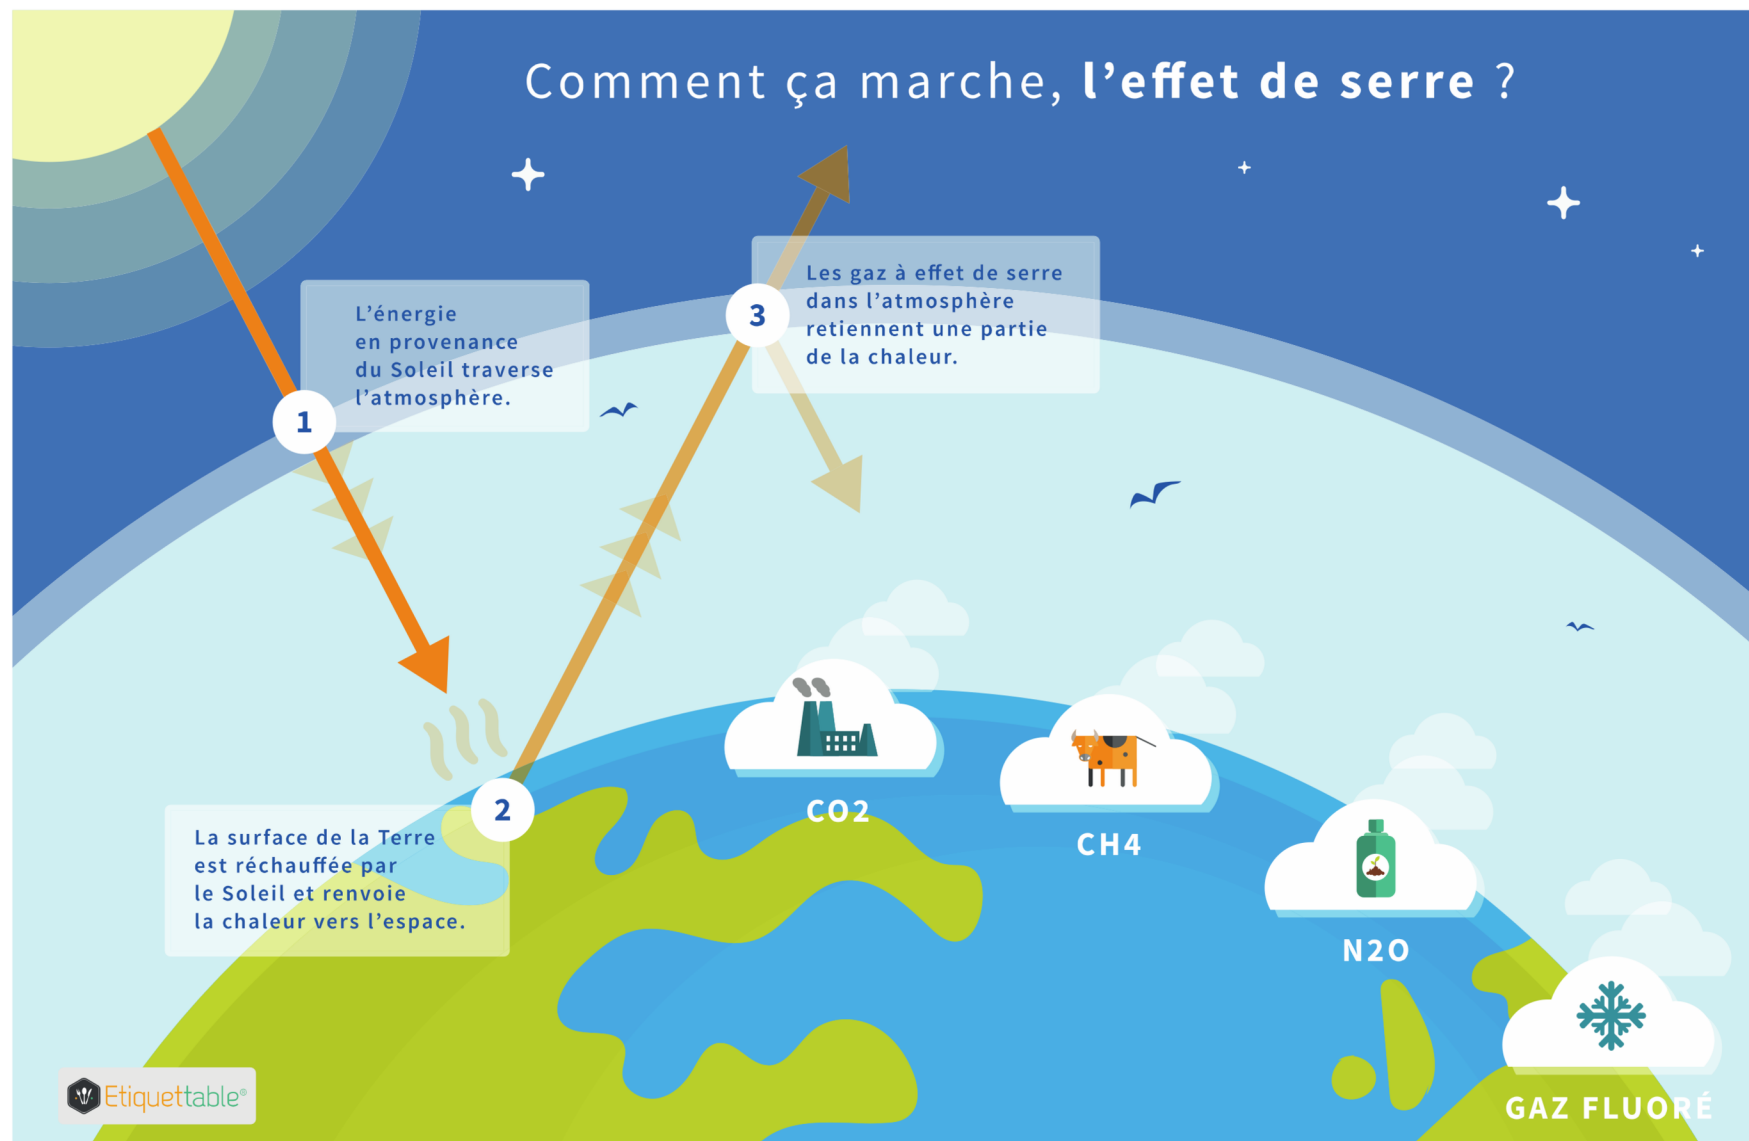 Comment ça marche, l’effet de serre ?
L’énergie
en provenance
du Soleil traverse
l’atmosphère.
1
3
Les gaz à effet de serre
dans l’atmosphère
retiennent une partie
de la chaleur.
2
La surface de la Terre
est réchauffée par
le Soleil et renvoie
la chaleur vers l’espace.
CO2
CH4
N2O
GAZ FLUORÉ
Etiquettable®